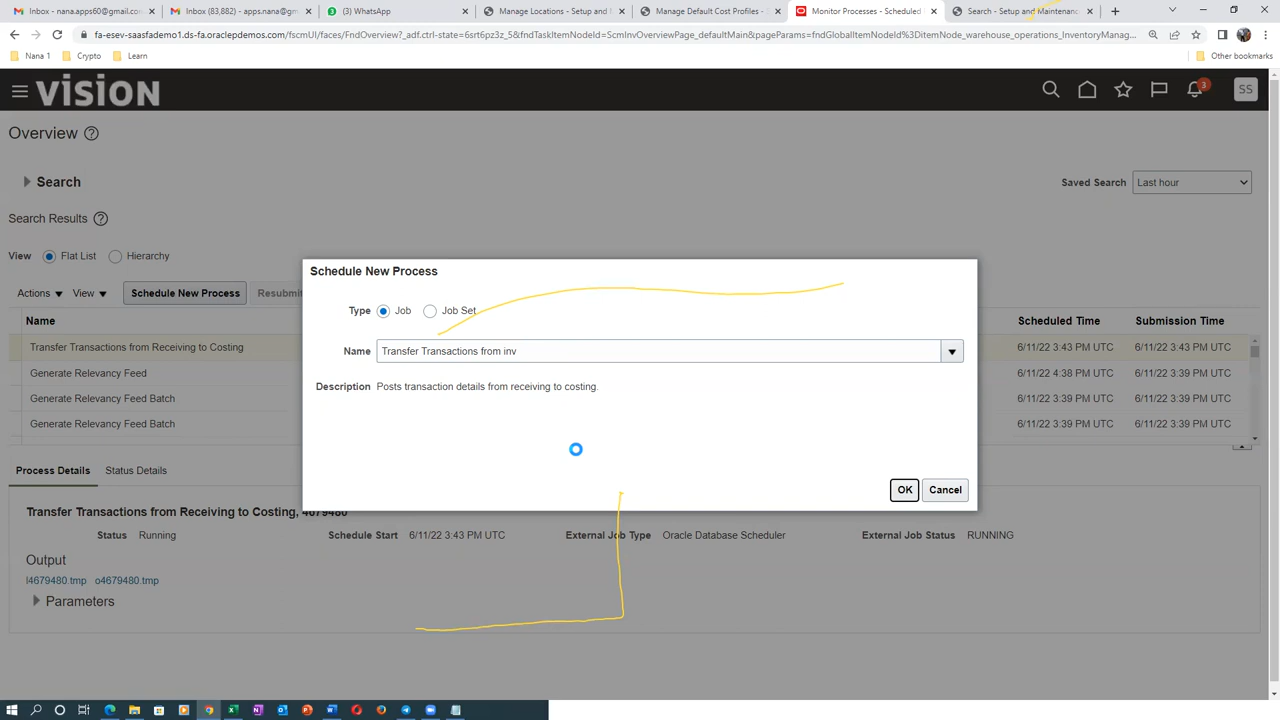 Inbox - nana.apps60@gmail.con
Inbox (83,882) - apps.na@gm
(3) WhatsApp
Manage Locations - Setup and I
Manage Default Cost Profiles -
Monitor Processes - Scheduled
Search - Setup and Maintenanc
fa-esev-saasfademo1.ds-fa.oraclepdemos.com/fscmUI/faces/FndOverview?_adf.ctrl-state=6srt6pz3z_5&fndTaskItemNodeId=ScmInvOverviewPage_defaultMain&pageParams=fndGlobalItemNodeId%3DitemNode_warehouse_operations_InventoryManag...
Nana 1
Crypto
Learn
Other bookmarks
VISION
3
SS
Overview
Search
Saved Search
Last hour
Search Results
View Flat List Hierarchy
Actions View Schedule New Process Resubmit
Name Scheduled Time Submission Time
Transfer Transactions from Receiving to Costing 6/11/22 3:43 PM UTC 6/11/22 3:43 PM UTC
Generate Relevancy Feed 6/11/22 4:38 PM UTC 6/11/22 3:39 PM UTC
Generate Relevancy Feed Batch 6/11/22 3:39 PM UTC 6/11/22 3:39 PM UTC
Generate Relevancy Feed Batch 6/11/22 3:39 PM UTC 6/11/22 3:39 PM UTC
Schedule New Process
Type Job Job Set
Name Transfer Transactions from inv
Description Posts transaction details from receiving to costing.
OK Cancel
Process Details Status Details
Transfer Transactions from Receiving to Costing, 4679480
Status Running Schedule Start 6/11/22 3:43 PM UTC External Job Type Oracle Database Scheduler External Job Status RUNNING
Output
l4679480.tmp o4679480.tmp
Parameters